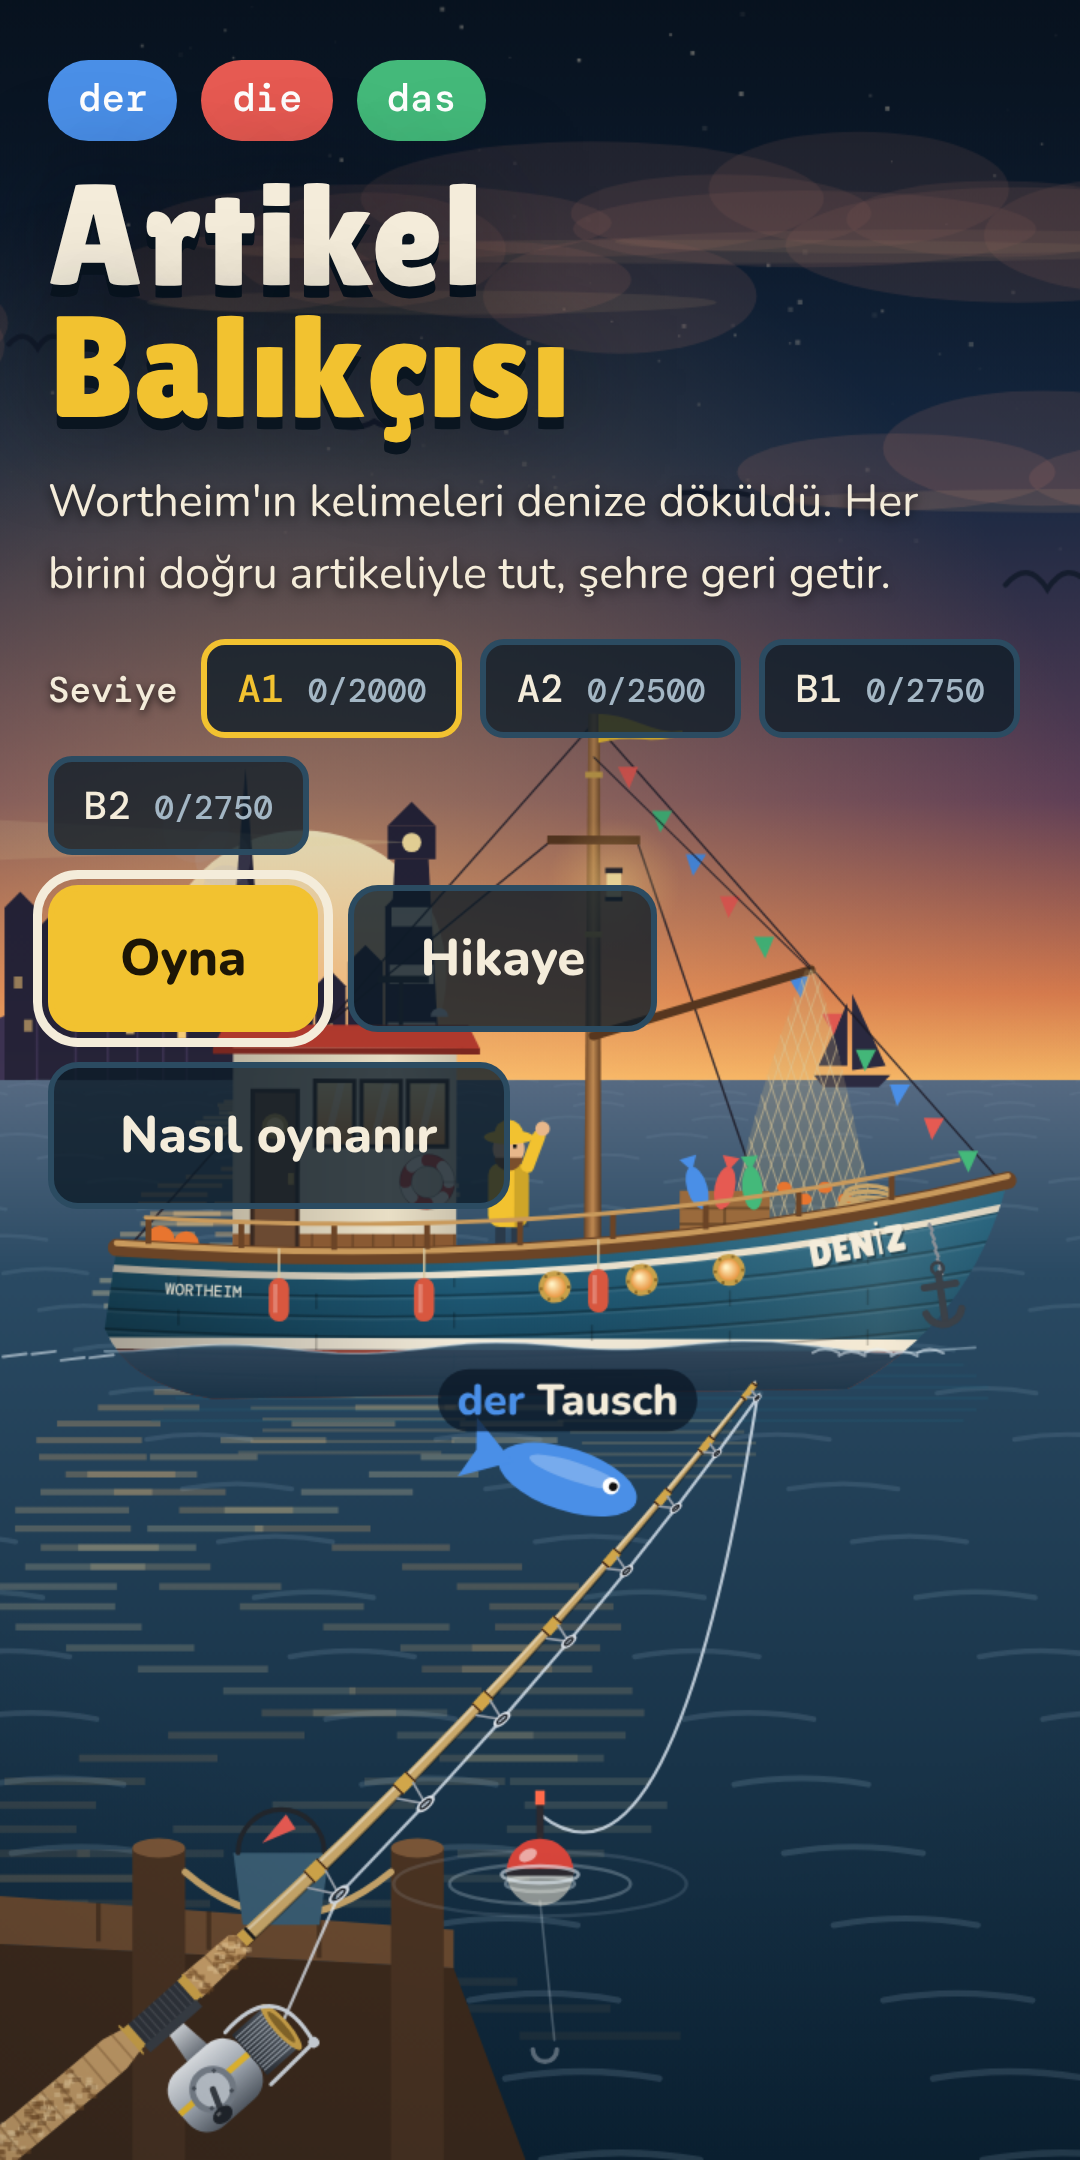 der die das
Artikel
Balıkçısı
Wortheim'ın kelimeleri denize döküldü. Her
birini doğru artikeliyle tut, şehre geri getir.
Seviye A1 0/2000 A2 0/2500 B1 0/2750
B2 0/2750
Oyna Hikaye
Nasıl oynanır
DENİZ
WORTHEIM
der Tausch